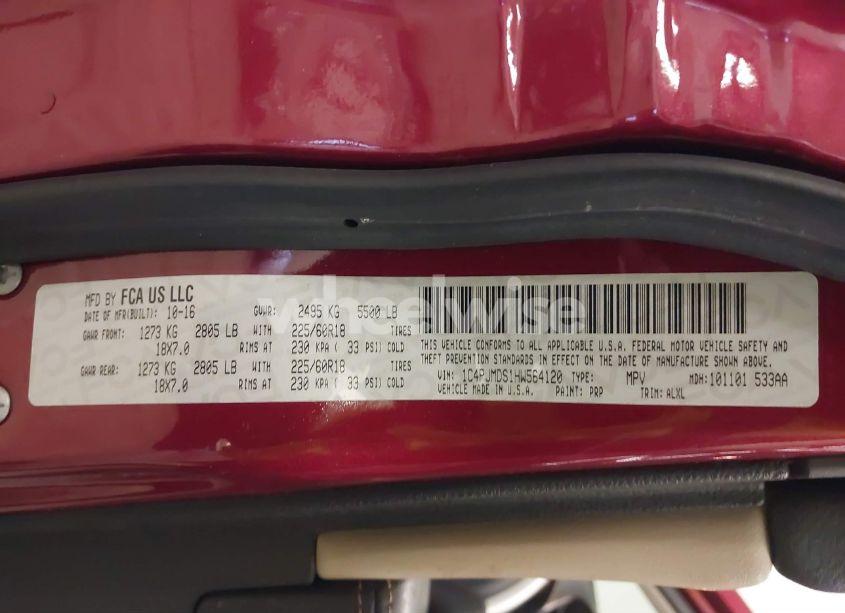 MFD BY FCA US LLC
DATE OF MFR(BUILT): 10-16 GVWR: 2495 KG 5500 LB
GAWR FRONT: 1273 KG 2805 LB WITH 225/60R18 TIRES
18X7.0 RIMS AT 230 KPA ( 33 PSI) COLD
GAWR REAR: 1273 KG 2805 LB WITH 225/60R18 TIRES
18X7.0 RIMS AT 230 KPA ( 33 PSI) COLD
THIS VEHICLE CONFORMS TO ALL APPLICABLE U.S.A. FEDERAL MOTOR VEHICLE SAFETY AND
THEFT PREVENTION STANDARDS IN EFFECT ON THE DATE OF MANUFACTURE SHOWN ABOVE.
VIN: 1C4PJMDS1HW564120 TYPE: MPV MDH:101101 533AA
VEHICLE MADE IN U.S.A. PAINT: PRP TRIM: ALXL
wheelwise